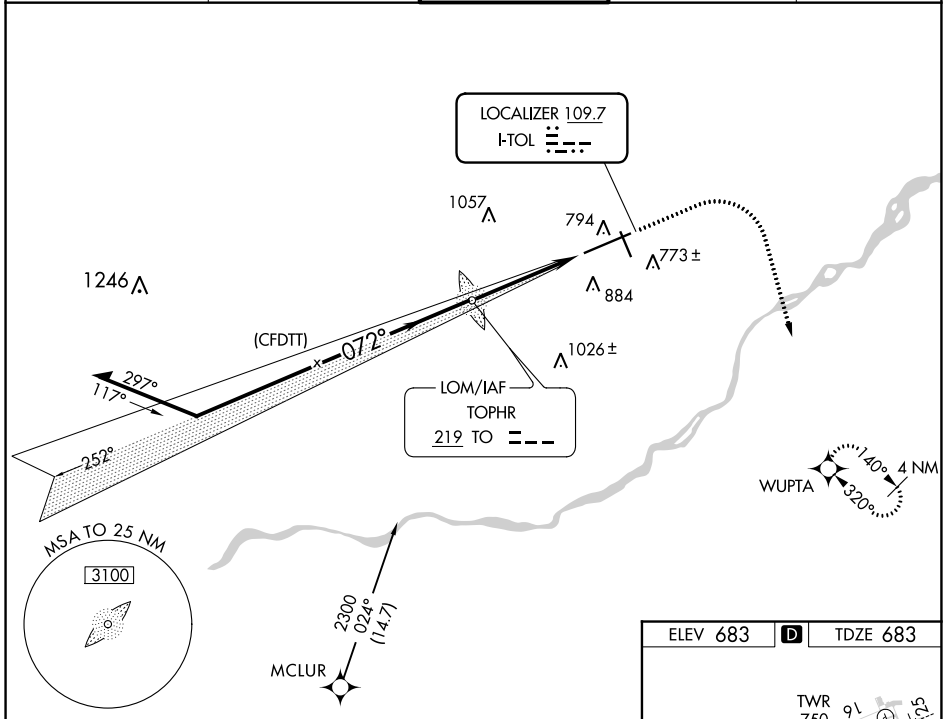 LOCALIZER 109.7
I-TOL
1057
794
773 ±
884
1246
(CFDTT)
072°
1026 ±
297°
117°
LOM/IAF
TOPHR
219 TO
252°
WUPTA
140°
320°
4 NM
MSA TO 25 NM
3100
2300
024°
(14.7)
MCLUR
ELEV 683 D TDZE 683
TWR
750
16
25